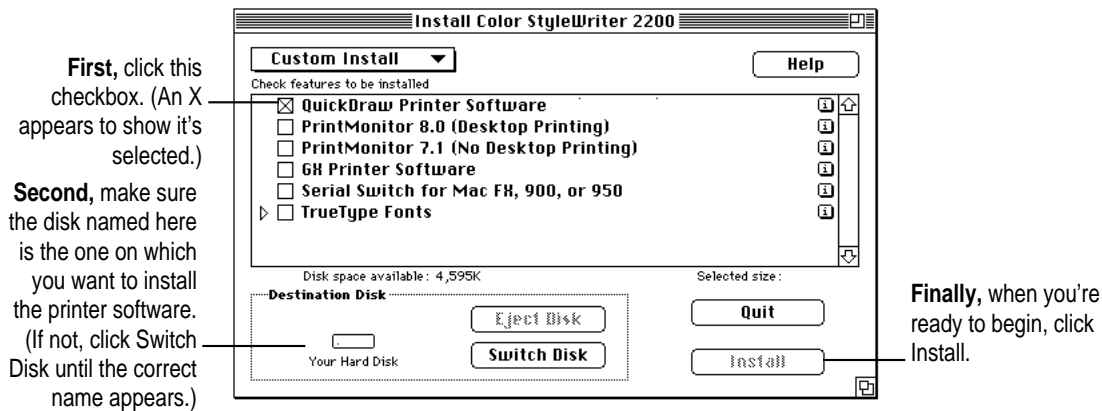 Install Color StyleWriter 2200
Custom Install
Help
Check features to be installed
QuickDraw Printer Software
PrintMonitor 8.0 (Desktop Printing)
PrintMonitor 7.1 (No Desktop Printing)
GX Printer Software
Serial Switch for Mac FX, 900, or 950
TrueType Fonts
Disk space available: 4,595K
Selected size:
Destination Disk
Eject Disk
Quit
Your Hard Disk
Switch Disk
Install
First, click this
checkbox. (An X
appears to show it's
selected.)
Second, make sure
the disk named here
is the one on which
you want to install
the printer software.
(If not, click Switch
Disk until the correct
name appears.)
Finally, when you're
ready to begin, click
Install.